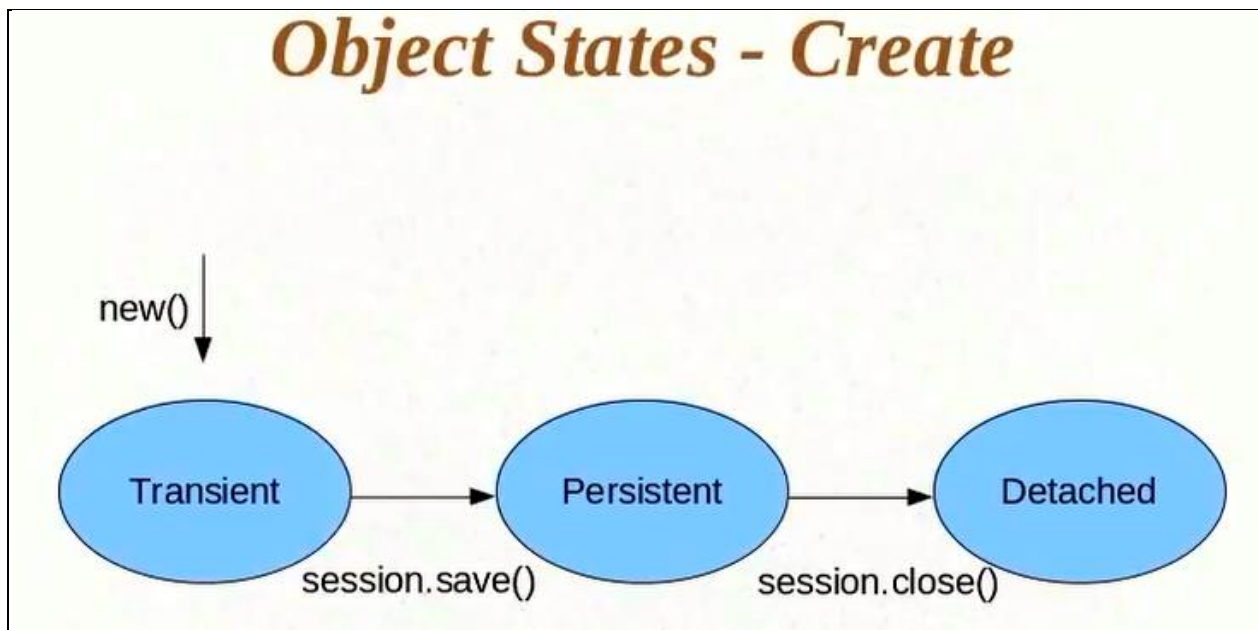 Object States - Create
new()
Transient
Persistent
Detached
session.save()
session.close()